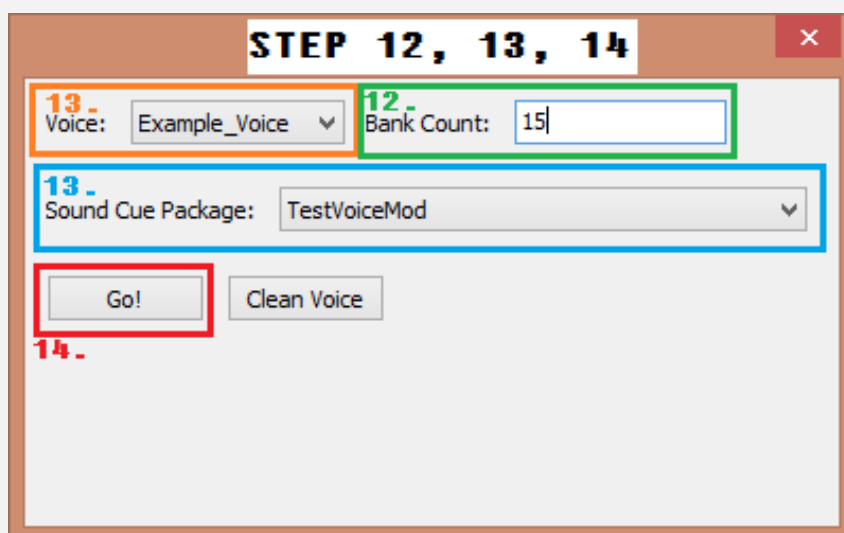 STEP 12, 13, 14
×
13.
12.
Voice: Example_Voice Bank Count: 15
13.
Sound Cue Package: TestVoiceMod
Go! Clean Voice
14.